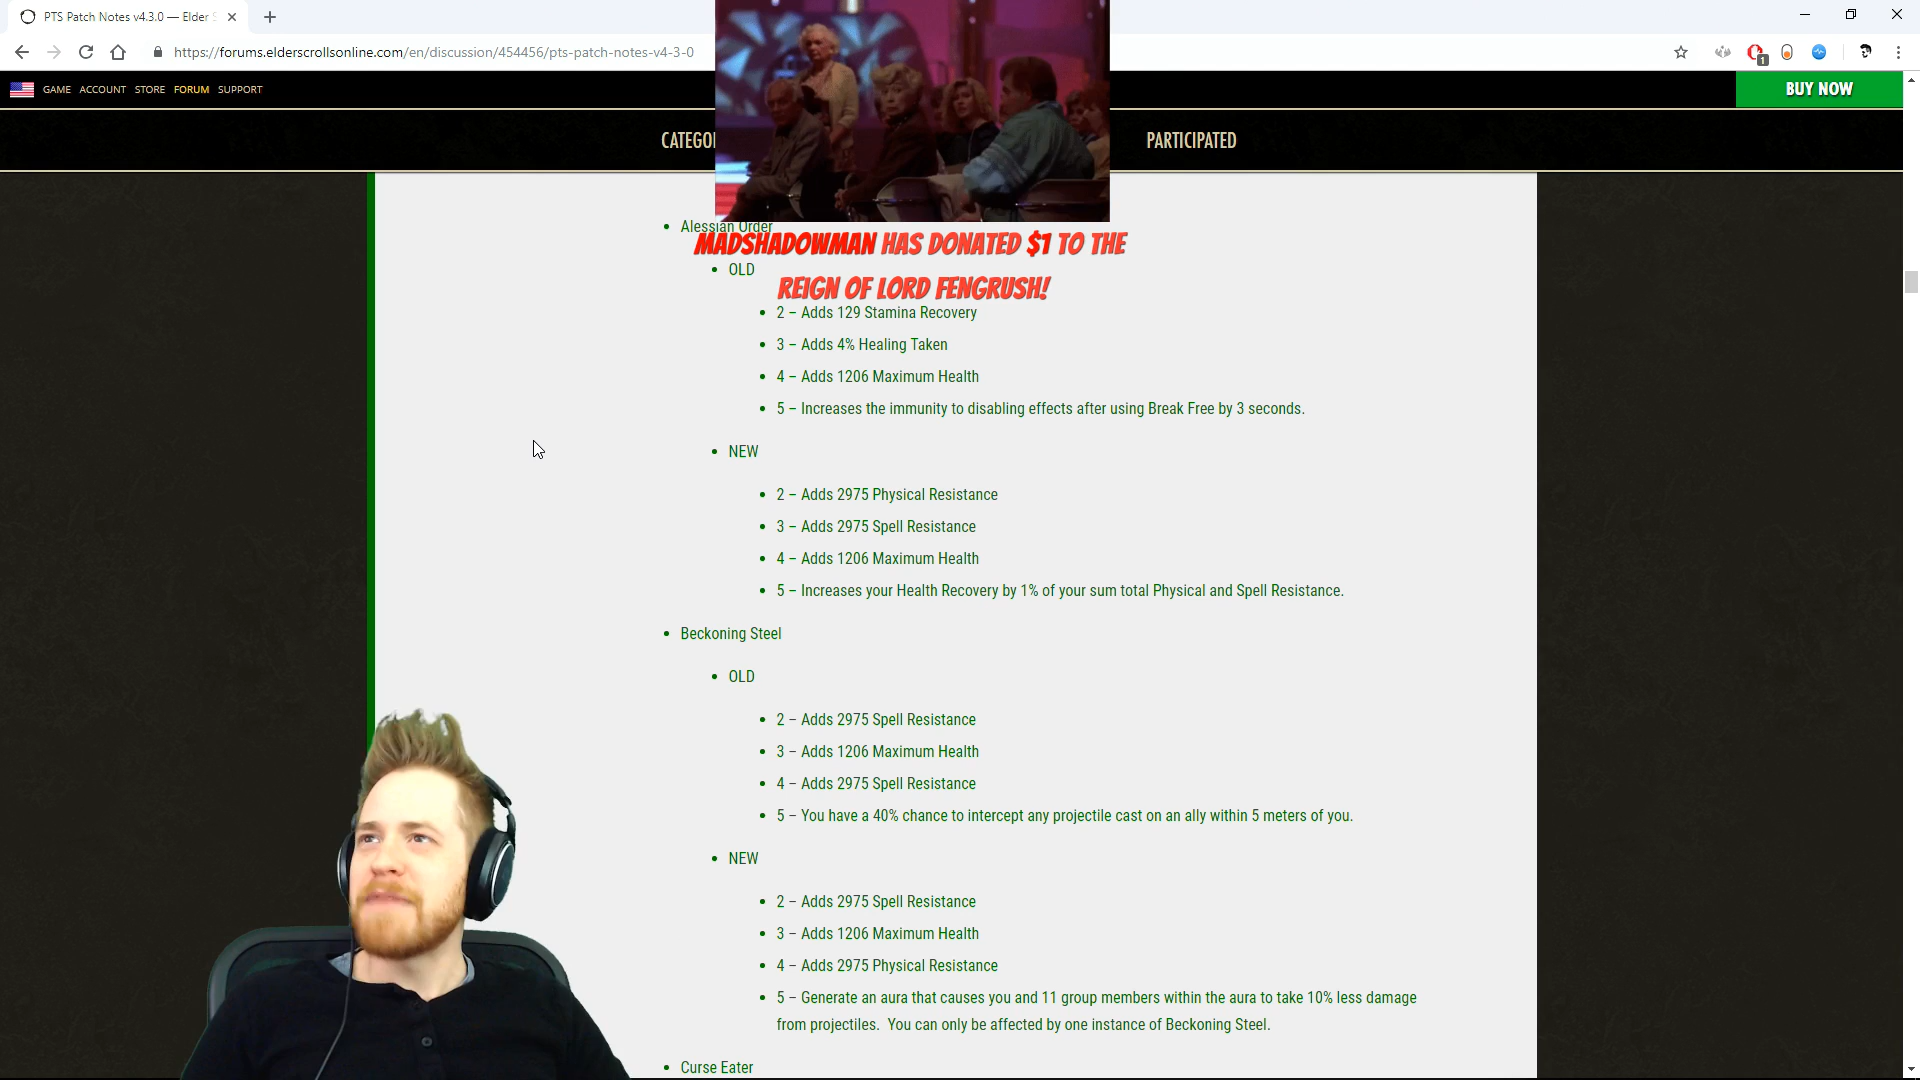 PTS Patch Notes v4.3.0 — Elder S
https://forums.elderscrollsonline.com/en/discussion/454456/pts-patch-notes-v4-3-0
1
GAME ACCOUNT STORE FORUM SUPPORT
BUY NOW
CATEGO
PARTICIPATED
Alessian Order
MADSHADOWMAN HAS DONATED $1 TO THE
REIGN OF LORD FENGRUSH!
OLD
2 – Adds 129 Stamina Recovery
3 – Adds 4% Healing Taken
4 – Adds 1206 Maximum Health
5 – Increases the immunity to disabling effects after using Break Free by 3 seconds.
NEW
2 – Adds 2975 Physical Resistance
3 – Adds 2975 Spell Resistance
4 – Adds 1206 Maximum Health
5 – Increases your Health Recovery by 1% of your sum total Physical and Spell Resistance.
Beckoning Steel
OLD
2 – Adds 2975 Spell Resistance
3 – Adds 1206 Maximum Health
4 – Adds 2975 Spell Resistance
5 – You have a 40% chance to intercept any projectile cast on an ally within 5 meters of you.
NEW
2 – Adds 2975 Spell Resistance
3 – Adds 1206 Maximum Health
4 – Adds 2975 Physical Resistance
5 – Generate an aura that causes you and 11 group members within the aura to take 10% less damage
from projectiles. You can only be affected by one instance of Beckoning Steel.
Curse Eater